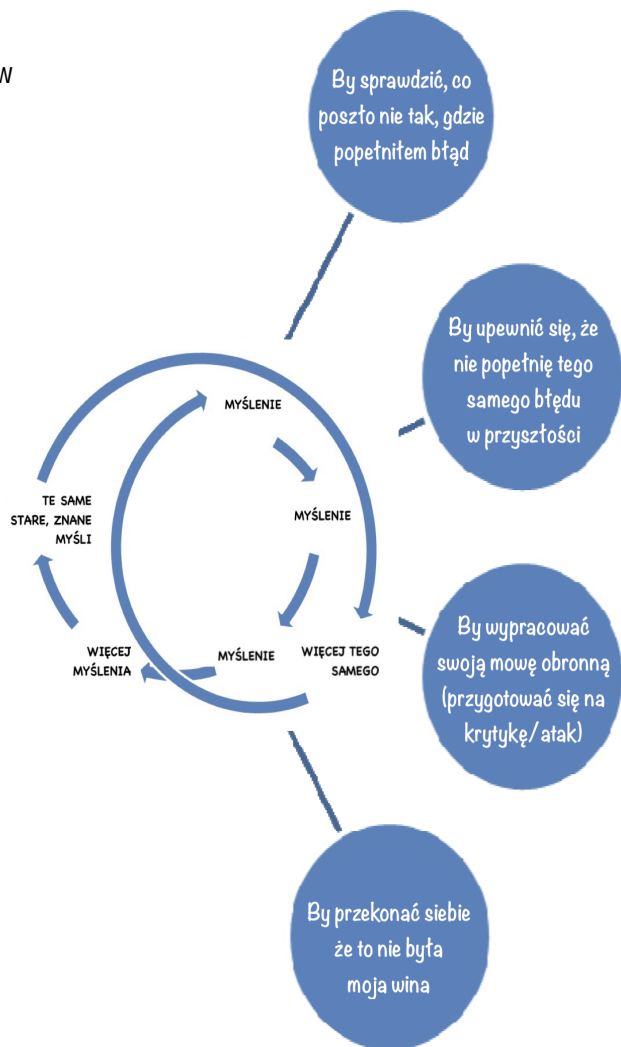 W
By sprawdzić, co
poszło nie tak, gdzie
popełniłem błąd
By upewnić się, że
nie popełnię tego
samego błędu
w przyszłości
MYŚLENIE
MYŚLENIE
TE SAME
STARE, ZNANE
MYŚLI
WIĘCEJ
MYŚLENIA
MYŚLENIE
WIĘCEJ TEGO
SAMEGO
By wypracować
swoją mowę obronną
(przygotować się na
krytykę/atak)
By przekonać siebie
że to nie była
moja wina